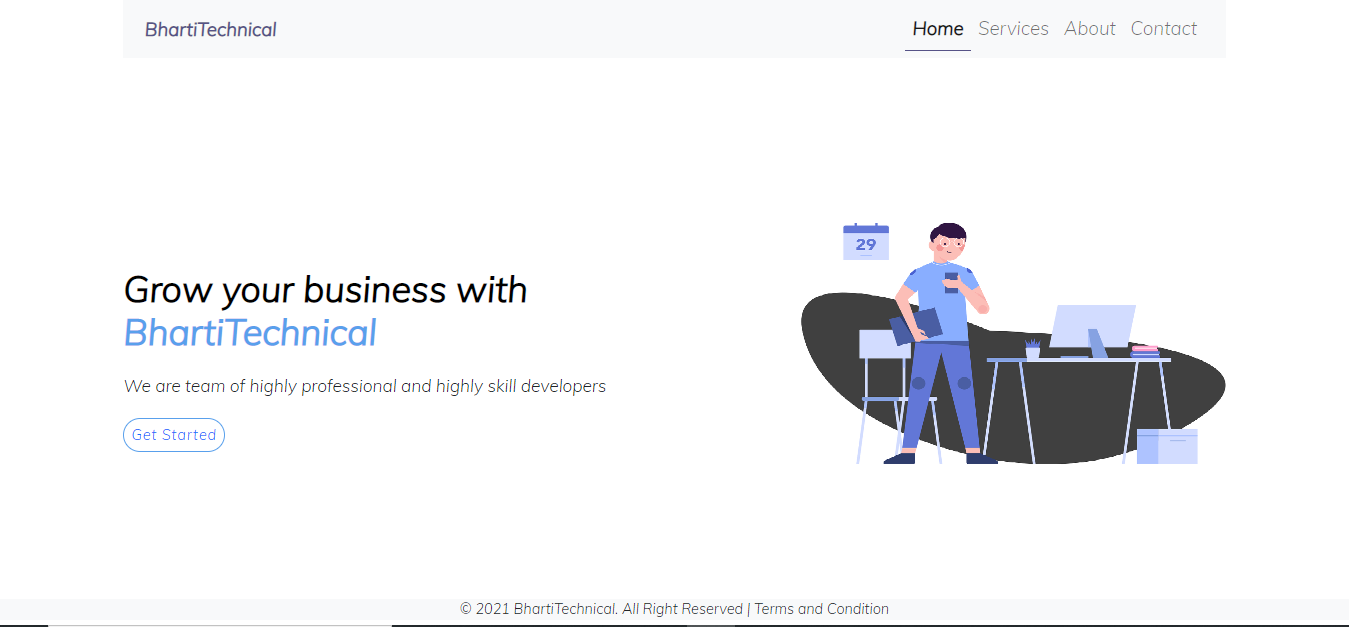 BhartiTechnical
Home Services About Contact
29
Grow your business with
BhartiTechnical
We are team of highly professional and highly skill developers
Get Started
© 2021 BhartiTechnical. All Right Reserved | Terms and Condition